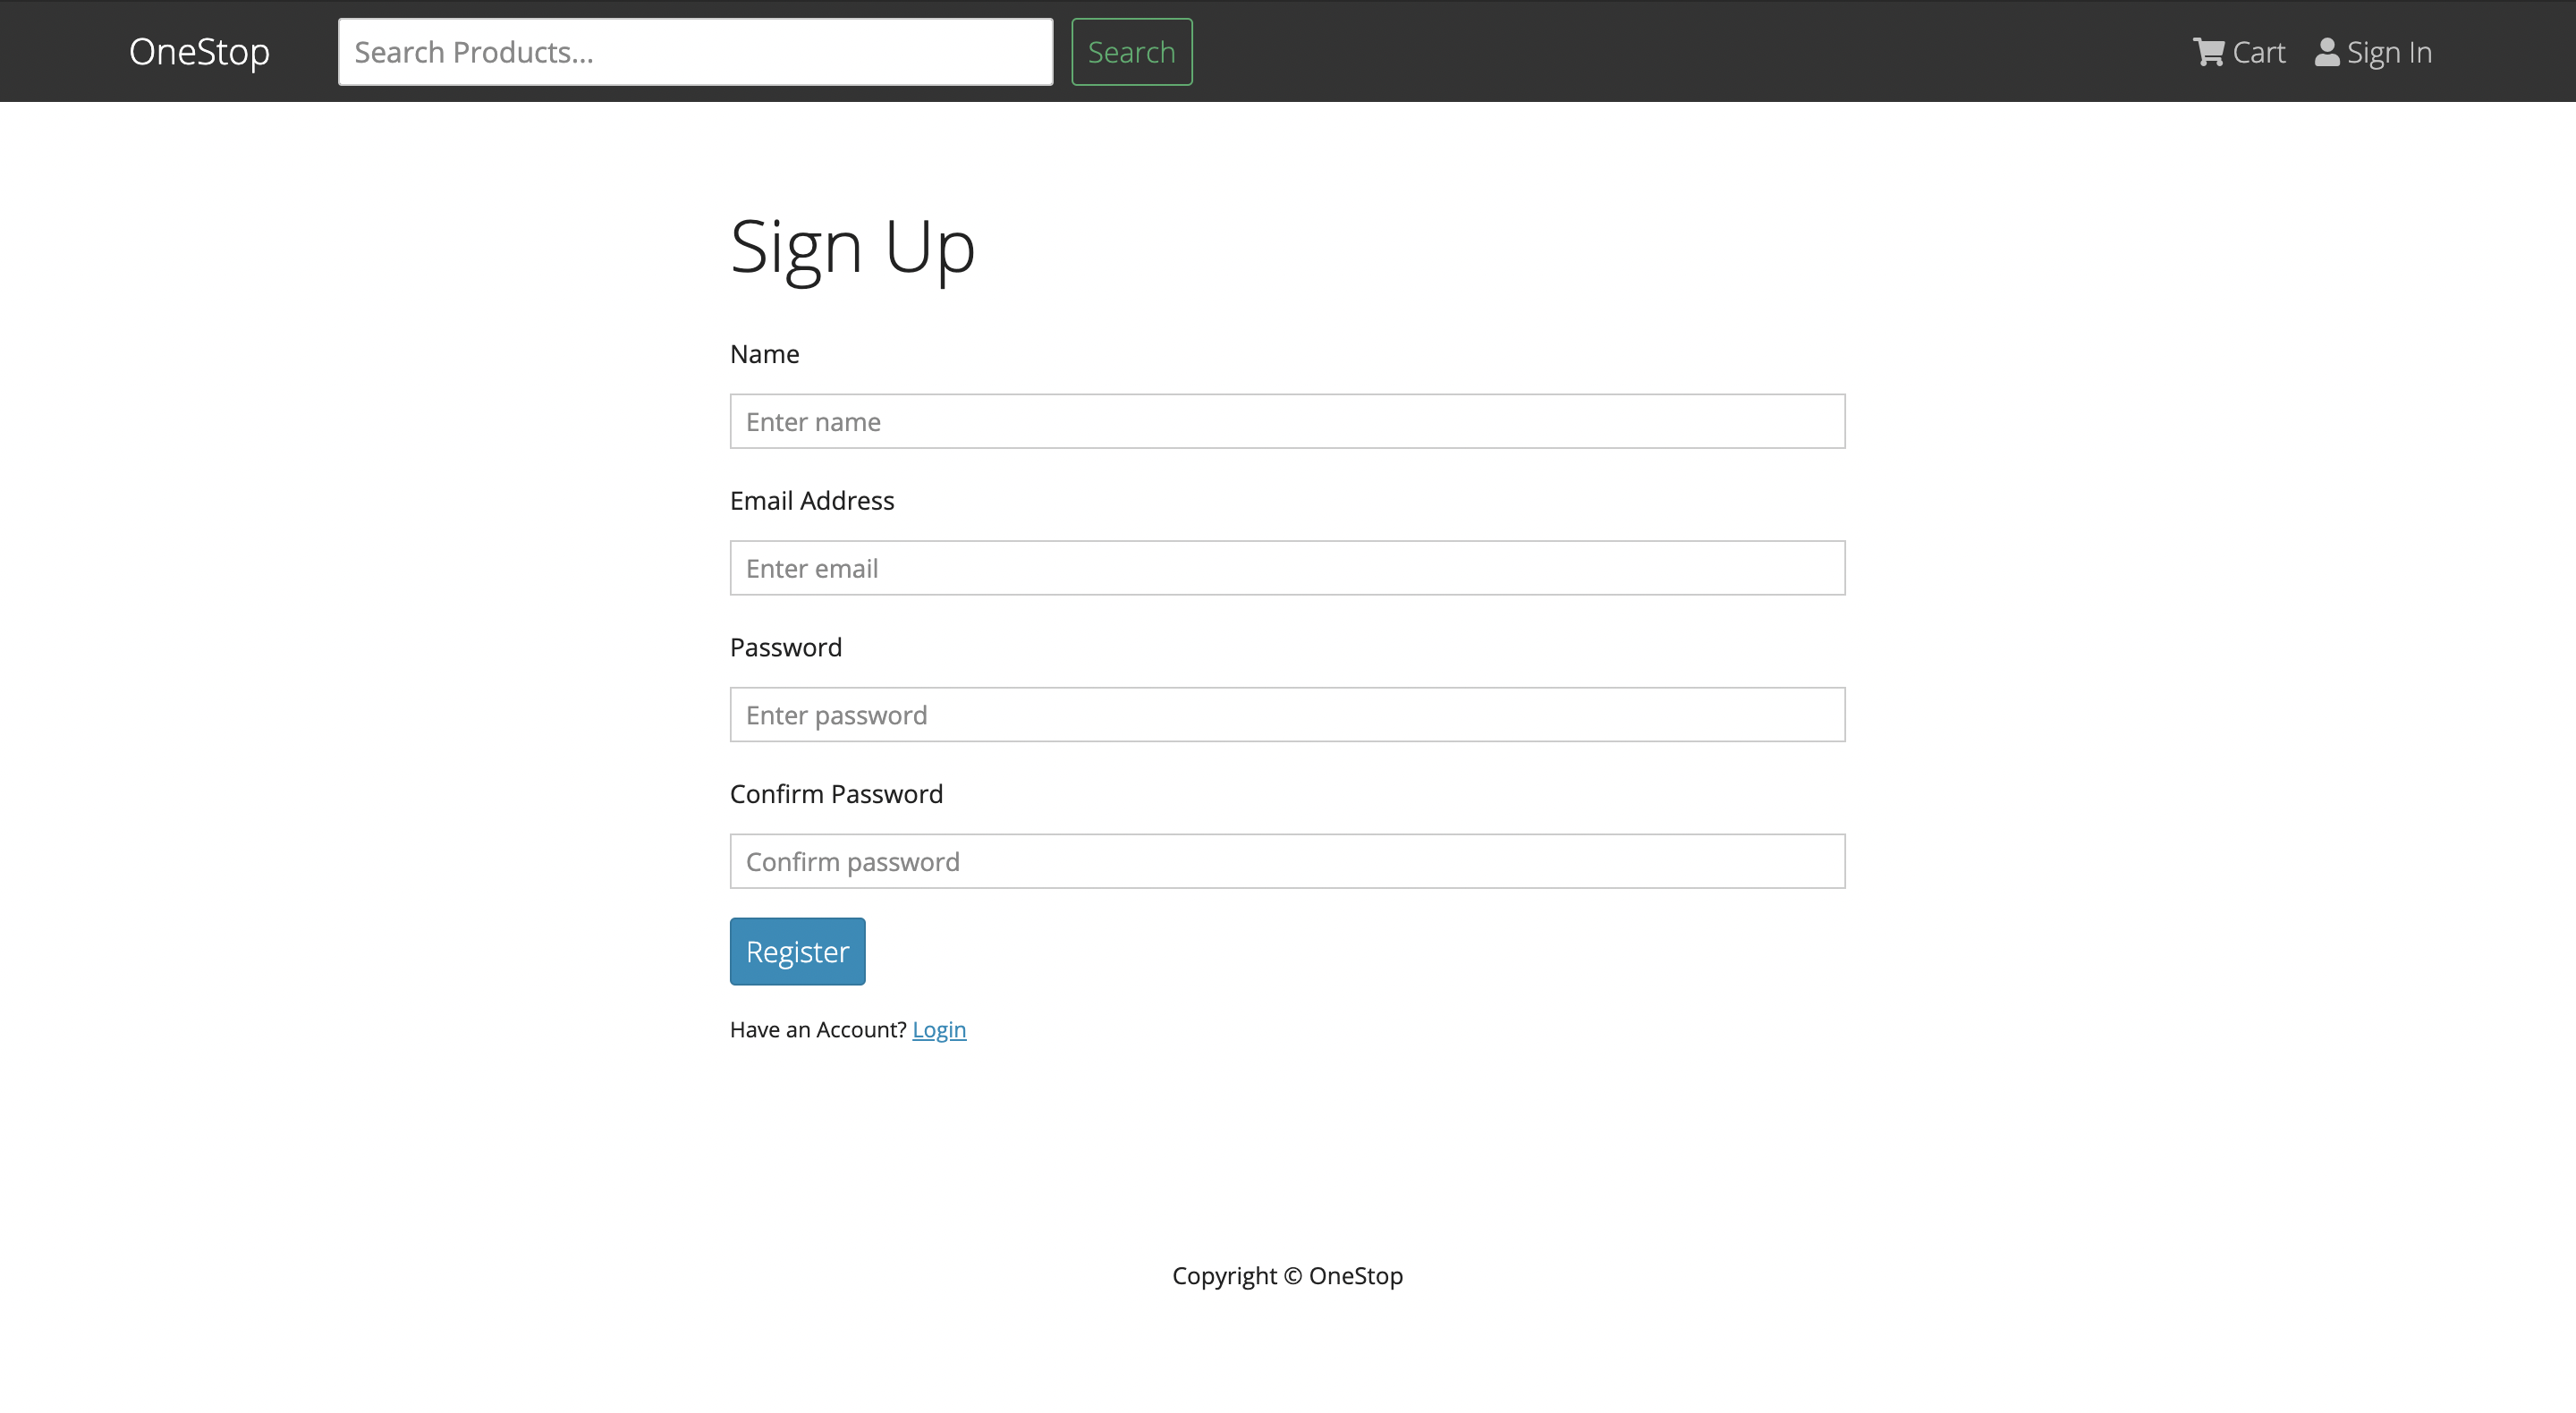 OneStop Search Products... Search Cart Sign In
Sign Up
Name
Enter name
Email Address
Enter email
Password
Enter password
Confirm Password
Confirm password
Register
Have an Account? Login
Copyright © OneStop